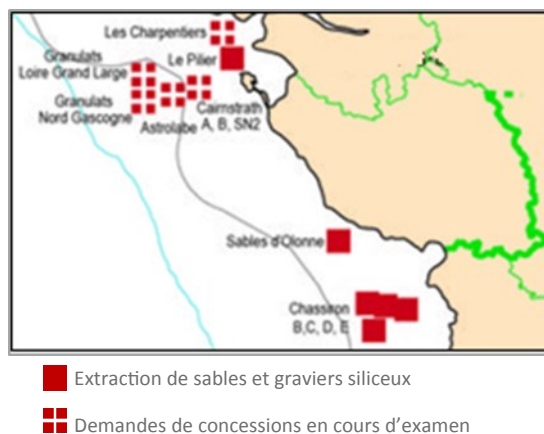 Les Charpentiers
Le Pilier
Granulats
Loire Grand Large
Granulats
Nord Gascogne
Astrolabe
Cairnstrath
A, B, SN2
Sables d'Olonne
Chassiron
B,C, D, E
Extraction de sables et graviers siliceux
Demandes de concessions en cours d'examen